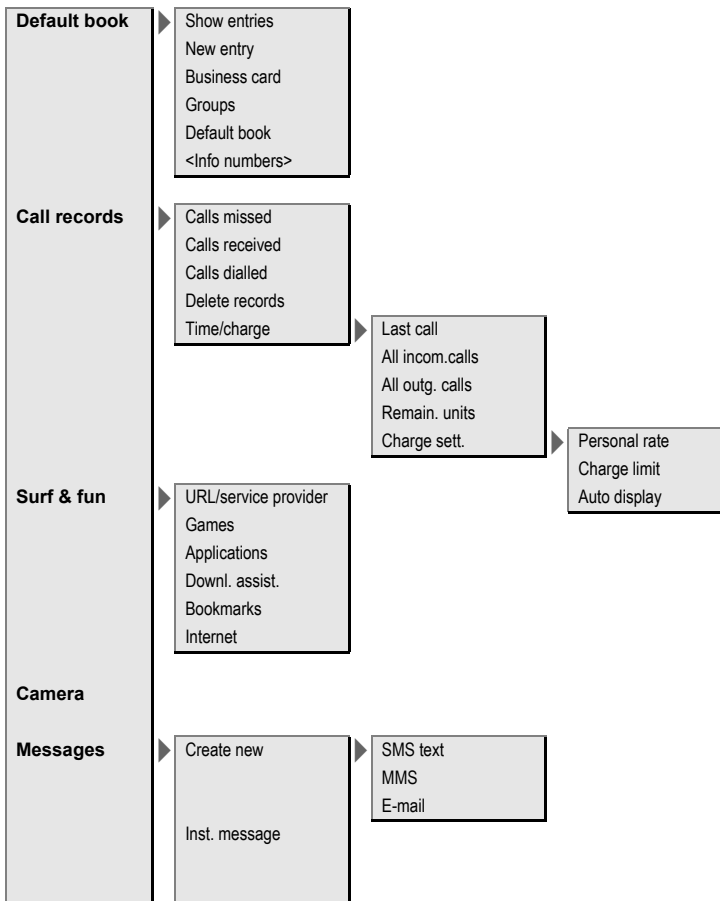 Default book
Show entries
New entry
Business card
Groups
Default book
<Info numbers>
Call records
Calls missed
Calls received
Calls dialled
Delete records
Time/charge
Last call
All incom.calls
All outg. calls
Remain. units
Charge sett.
Personal rate
Charge limit
Auto display
Surf & fun
URL/service provider
Games
Applications
Downl. assist.
Bookmarks
Internet
Camera
Messages
Create new
SMS text
MMS
E-mail
Inst. message